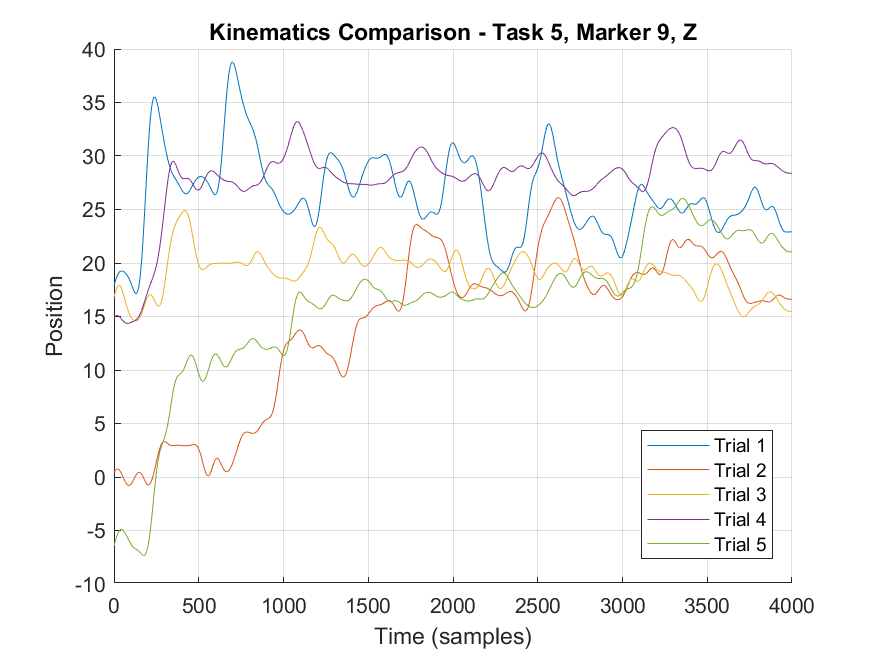 Kinematics Comparison - Task 5, Marker 9, Z
40
35
30
25
20
15
10
5
0
-5
-10
Position
0 500 1000 1500 2000 2500 3000 3500 4000
Time (samples)
Trial 1
Trial 2
Trial 3
Trial 4
Trial 5